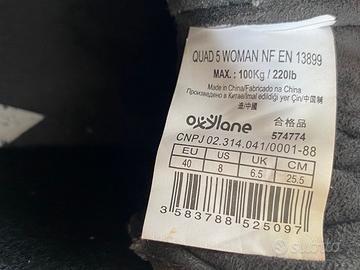 QUAD 5 WOMAN NF EN 13899
MAX. : 100Kg / 220lb
Made in China/Fabricado na China
Произведено в Китае/İmal edildiği yer Çin/中国制
造/中國
oxylane 合格品
574774
CNPJ 02.314.041/0001-88
EU US UK CM
40 8 6.5 25.5
3 583788 525097
subito